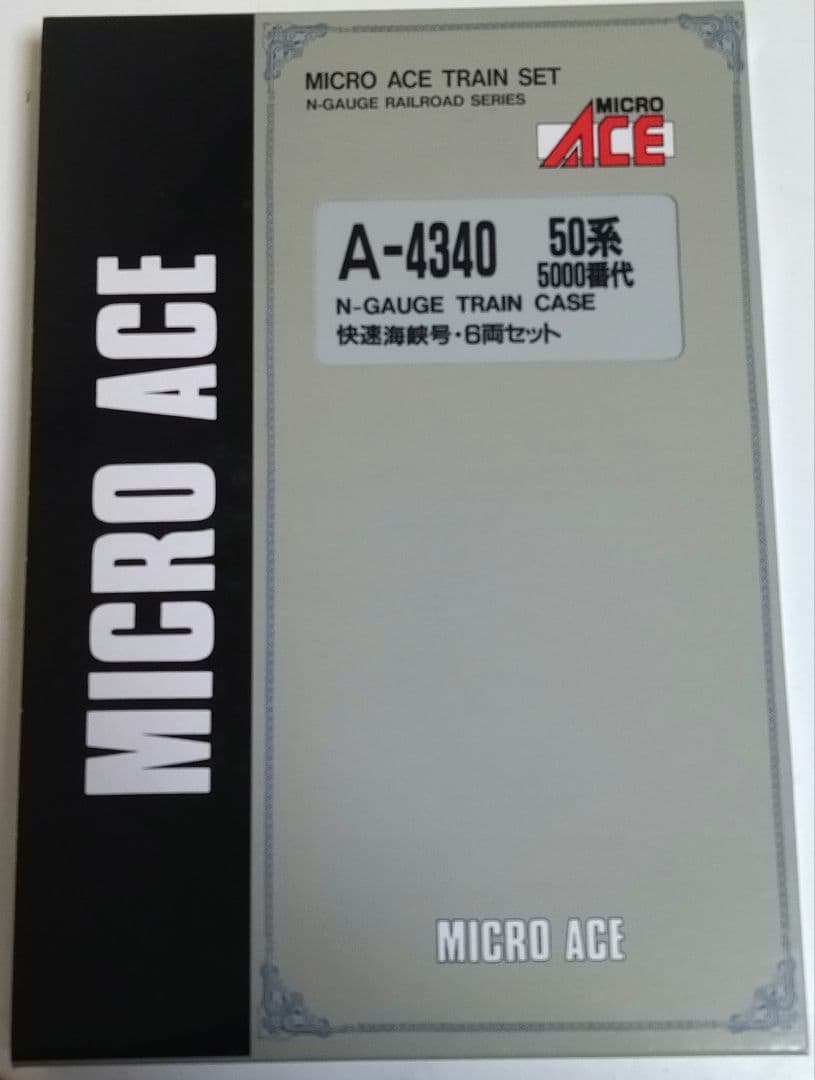 MICRO ACE
MICRO ACE TRAIN SET
N-GAUGE RAILROAD SERIES
MICRO
ACE
A-4340
50系
5000番代
N-GAUGE TRAIN CASE
快速海峡号・6両セット
MICRO ACE